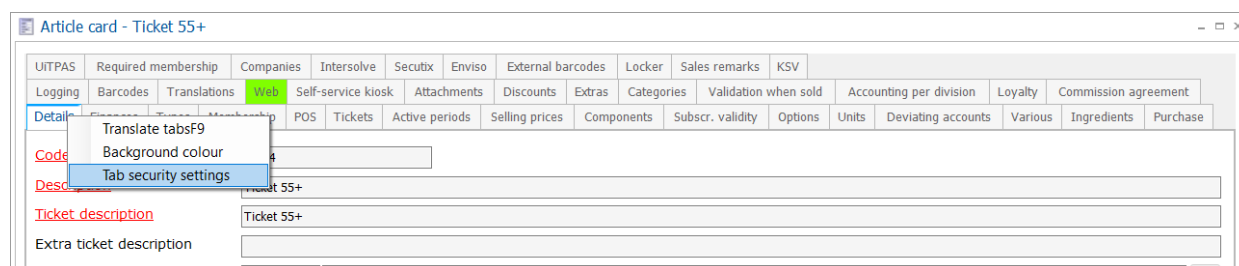 Article card - Ticket 55+
UiTPAS Required membership Companies Intersolve Secutix Enviso External barcodes Locker Sales remarks KSV
Logging Barcodes Translations Web Self-service kiosk Attachments Discounts Extras Categories Validation when sold Accounting per division Loyalty Commission agreement
Details POS Tickets Active periods Selling prices Components Subscr. validity Options Units Deviating accounts Various Ingredients Purchase
Translate tabsF9
Background colour
Tab security settings
Code 4
Ticket 55+
Ticket description Ticket 55+
Extra ticket description